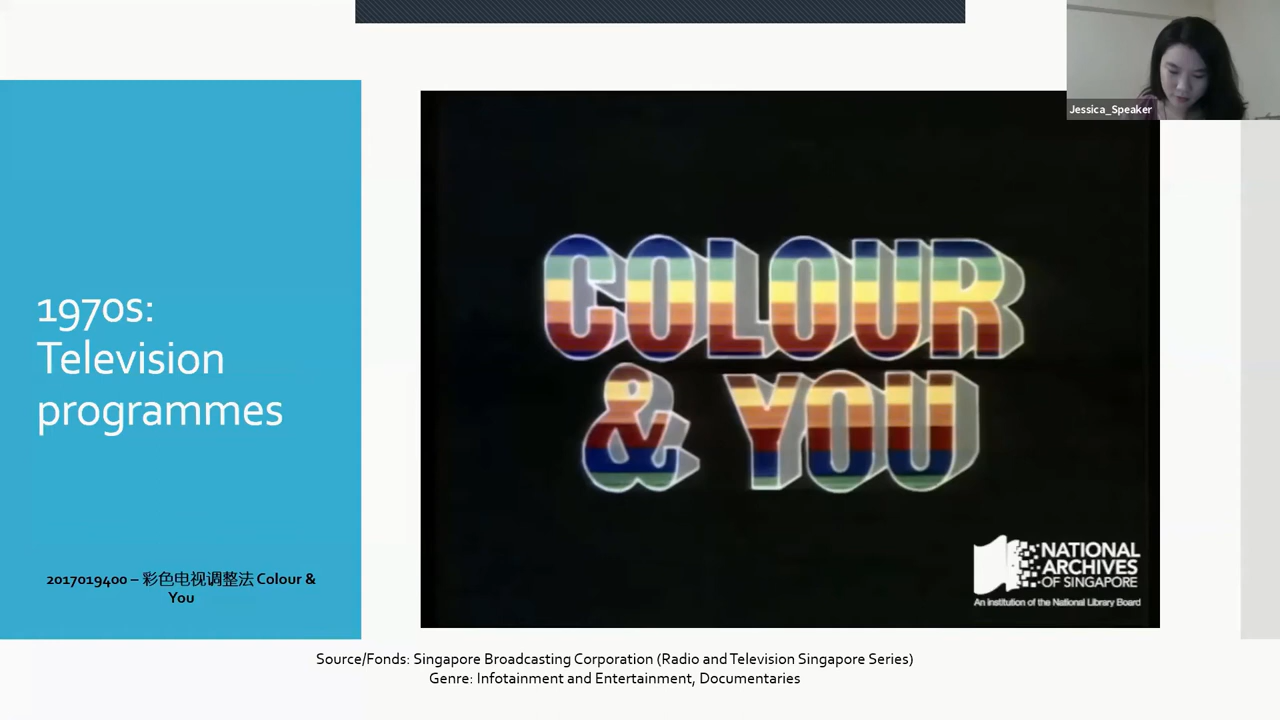 Jessica_Speaker
1970s:
Television
programmes
2017019400 – 彩色电视调整法 Colour &
You
COLOUR
& YOU
NATIONAL
ARCHIVES
OF SINGAPORE
An institution of the National Library Board
Source/Fonds: Singapore Broadcasting Corporation (Radio and Television Singapore Series)
Genre: Infotainment and Entertainment, Documentaries